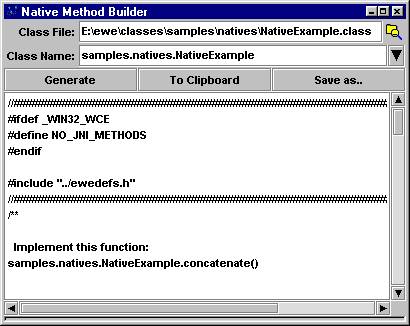 Native Method Builder
Class File: E:\ewe\classes\samples\natives\NativeExample.class
Class Name: samples.natives.NativeExample
Generate To Clipboard Save as..
//################################################################
#ifdef _WIN32_WCE
#define NO_JNI_METHODS
#endif
#include "../ewedefs.h"
//################################################################
/**
Implement this function:
samples.natives.NativeExample.concatenate()